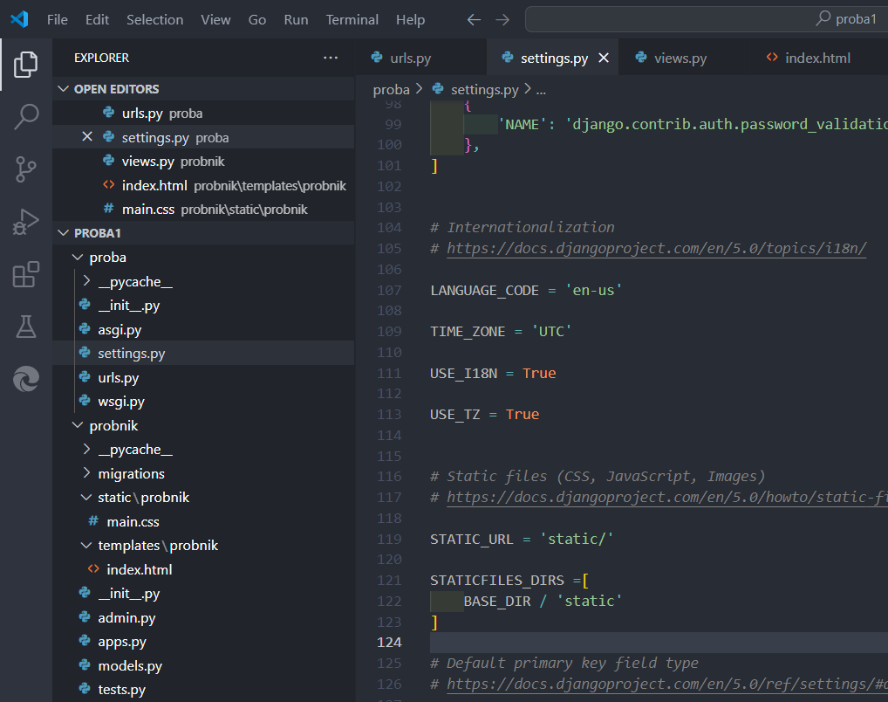 File Edit Selection View Go Run Terminal Help proba1
EXPLORER
OPEN EDITORS
urls.py proba
settings.py proba
views.py probnik
index.html probnik\templates\probnik
main.css probnik\static\probnik
PROBA1
proba
__pycache__
__init__.py
asgi.py
settings.py
urls.py
wsgi.py
probnik
__pycache__
migrations
static\probnik
main.css
templates\probnik
index.html
__init__.py
admin.py
apps.py
models.py
tests.py
urls.py settings.py views.py index.html
proba > settings.py > ...
98 {
99 'NAME': 'django.contrib.auth.password_validatio
100 },
101 ]
102
103
104 # Internationalization
105 # https://docs.djangoproject.com/en/5.0/topics/i18n/
106
107 LANGUAGE_CODE = 'en-us'
108
109 TIME_ZONE = 'UTC'
110
111 USE_I18N = True
112
113 USE_TZ = True
114
115
116 # Static files (CSS, JavaScript, Images)
117 # https://docs.djangoproject.com/en/5.0/howto/static-fi
118
119 STATIC_URL = 'static/'
120
121 STATICFILES_DIRS =[
122 BASE_DIR / 'static'
123 ]
124
125 # Default primary key field type
126 # https://docs.djangoproject.com/en/5.0/ref/settings/#